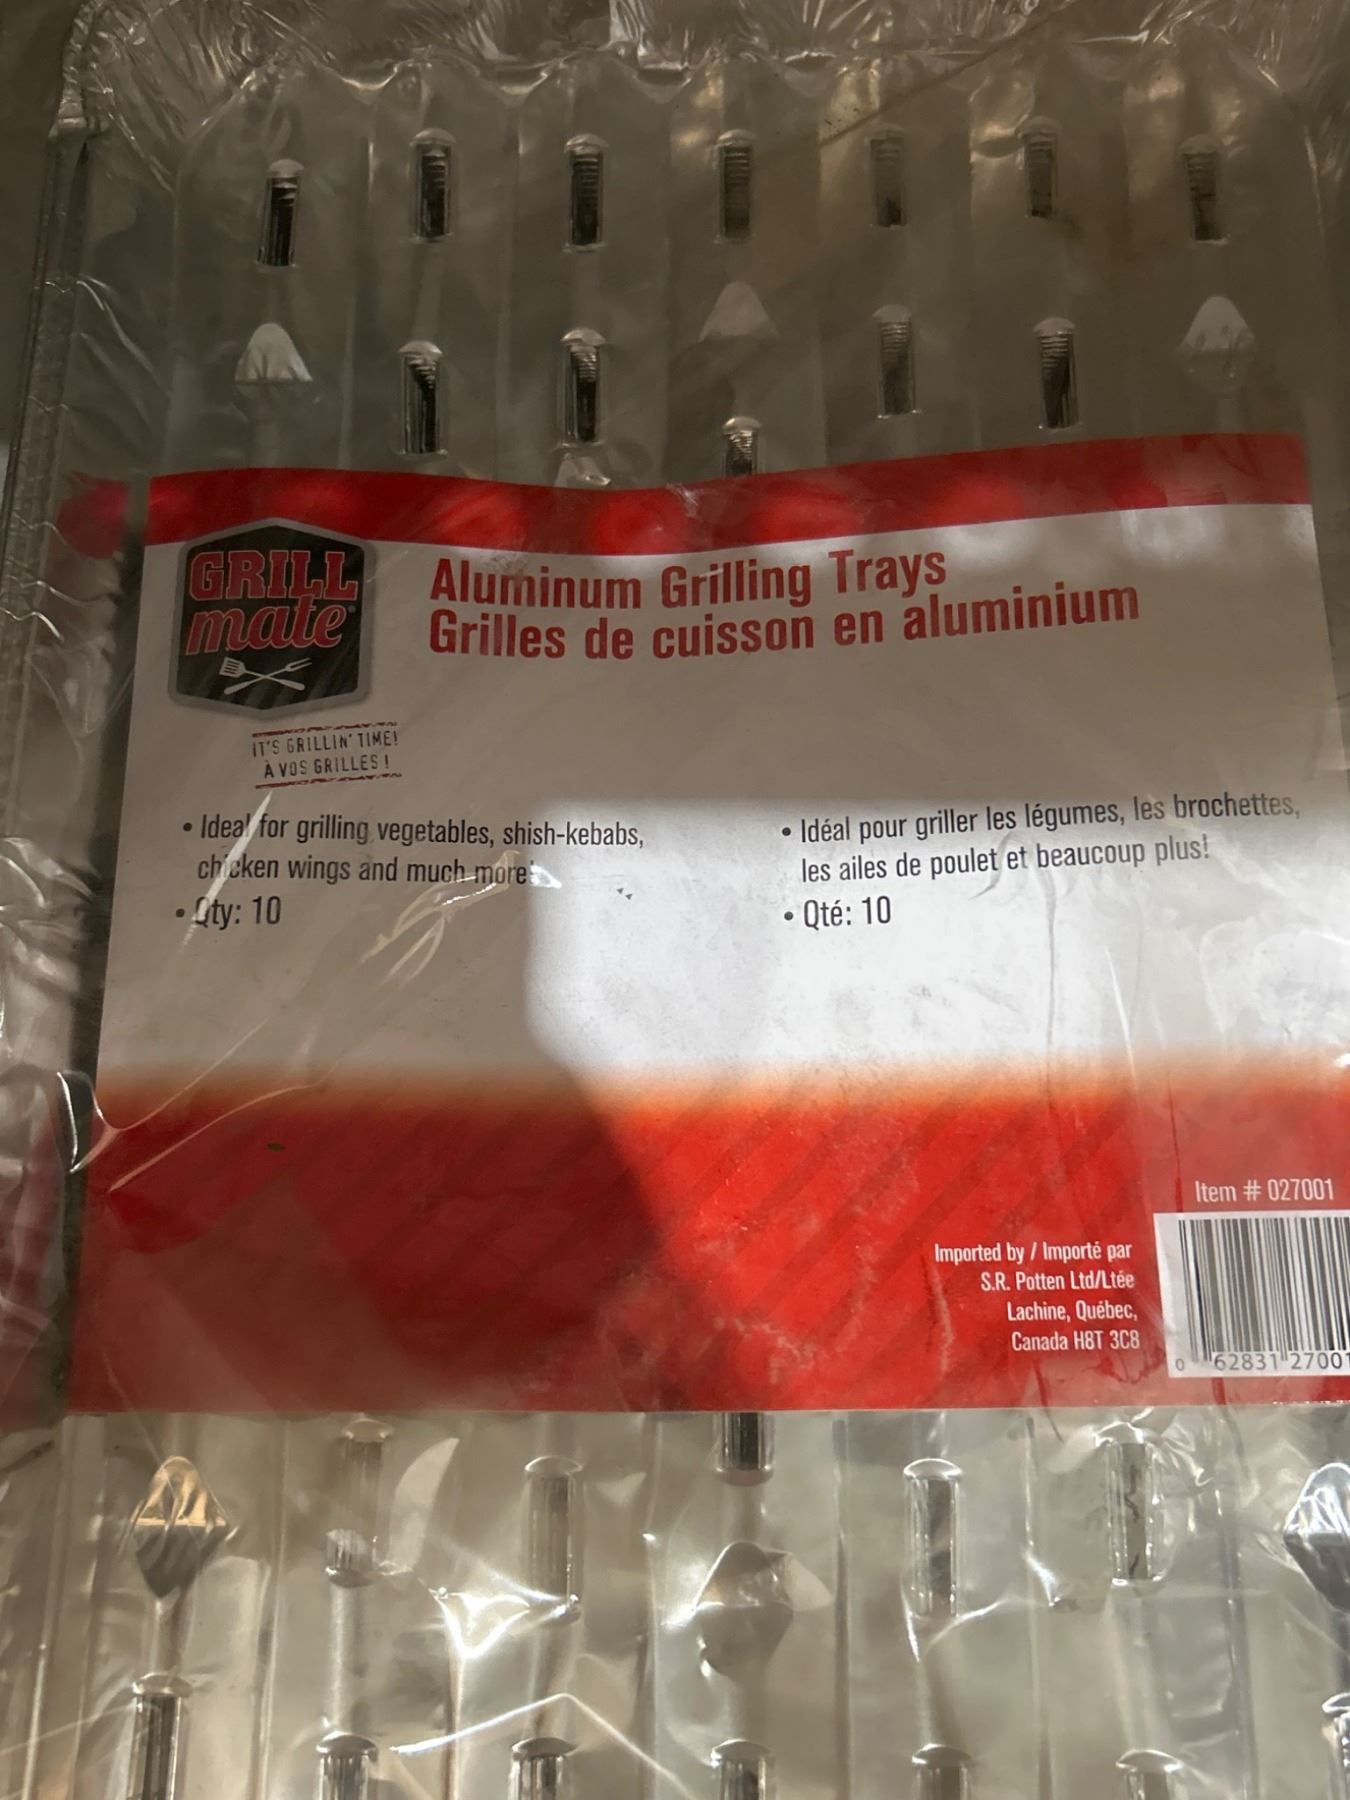 GRILL
mate®
Aluminum Grilling Trays
Grilles de cuisson en aluminium
IT'S GRILLIN' TIME!
À VOS GRILLES !
• Ideal for grilling vegetables, shish-kebabs,
chicken wings and much more!
• Qty: 10
• Idéal pour griller les légumes, les brochettes,
les ailes de poulet et beaucoup plus!
• Qté: 10
Item # 027001
Imported by / Importé par
S.R. Potten Ltd/Ltée
Lachine, Québec,
Canada H8T 3C8
0 62831 27001